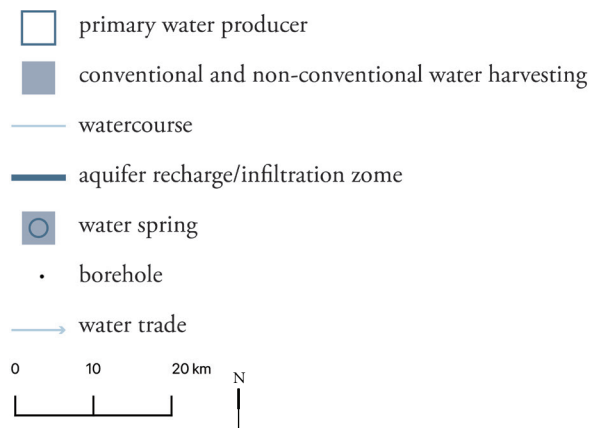 primary water producer
conventional and non-conventional water harvesting
watercourse
aquifer recharge/infiltration zome
water spring
borehole
water trade
0 10 20 km
N